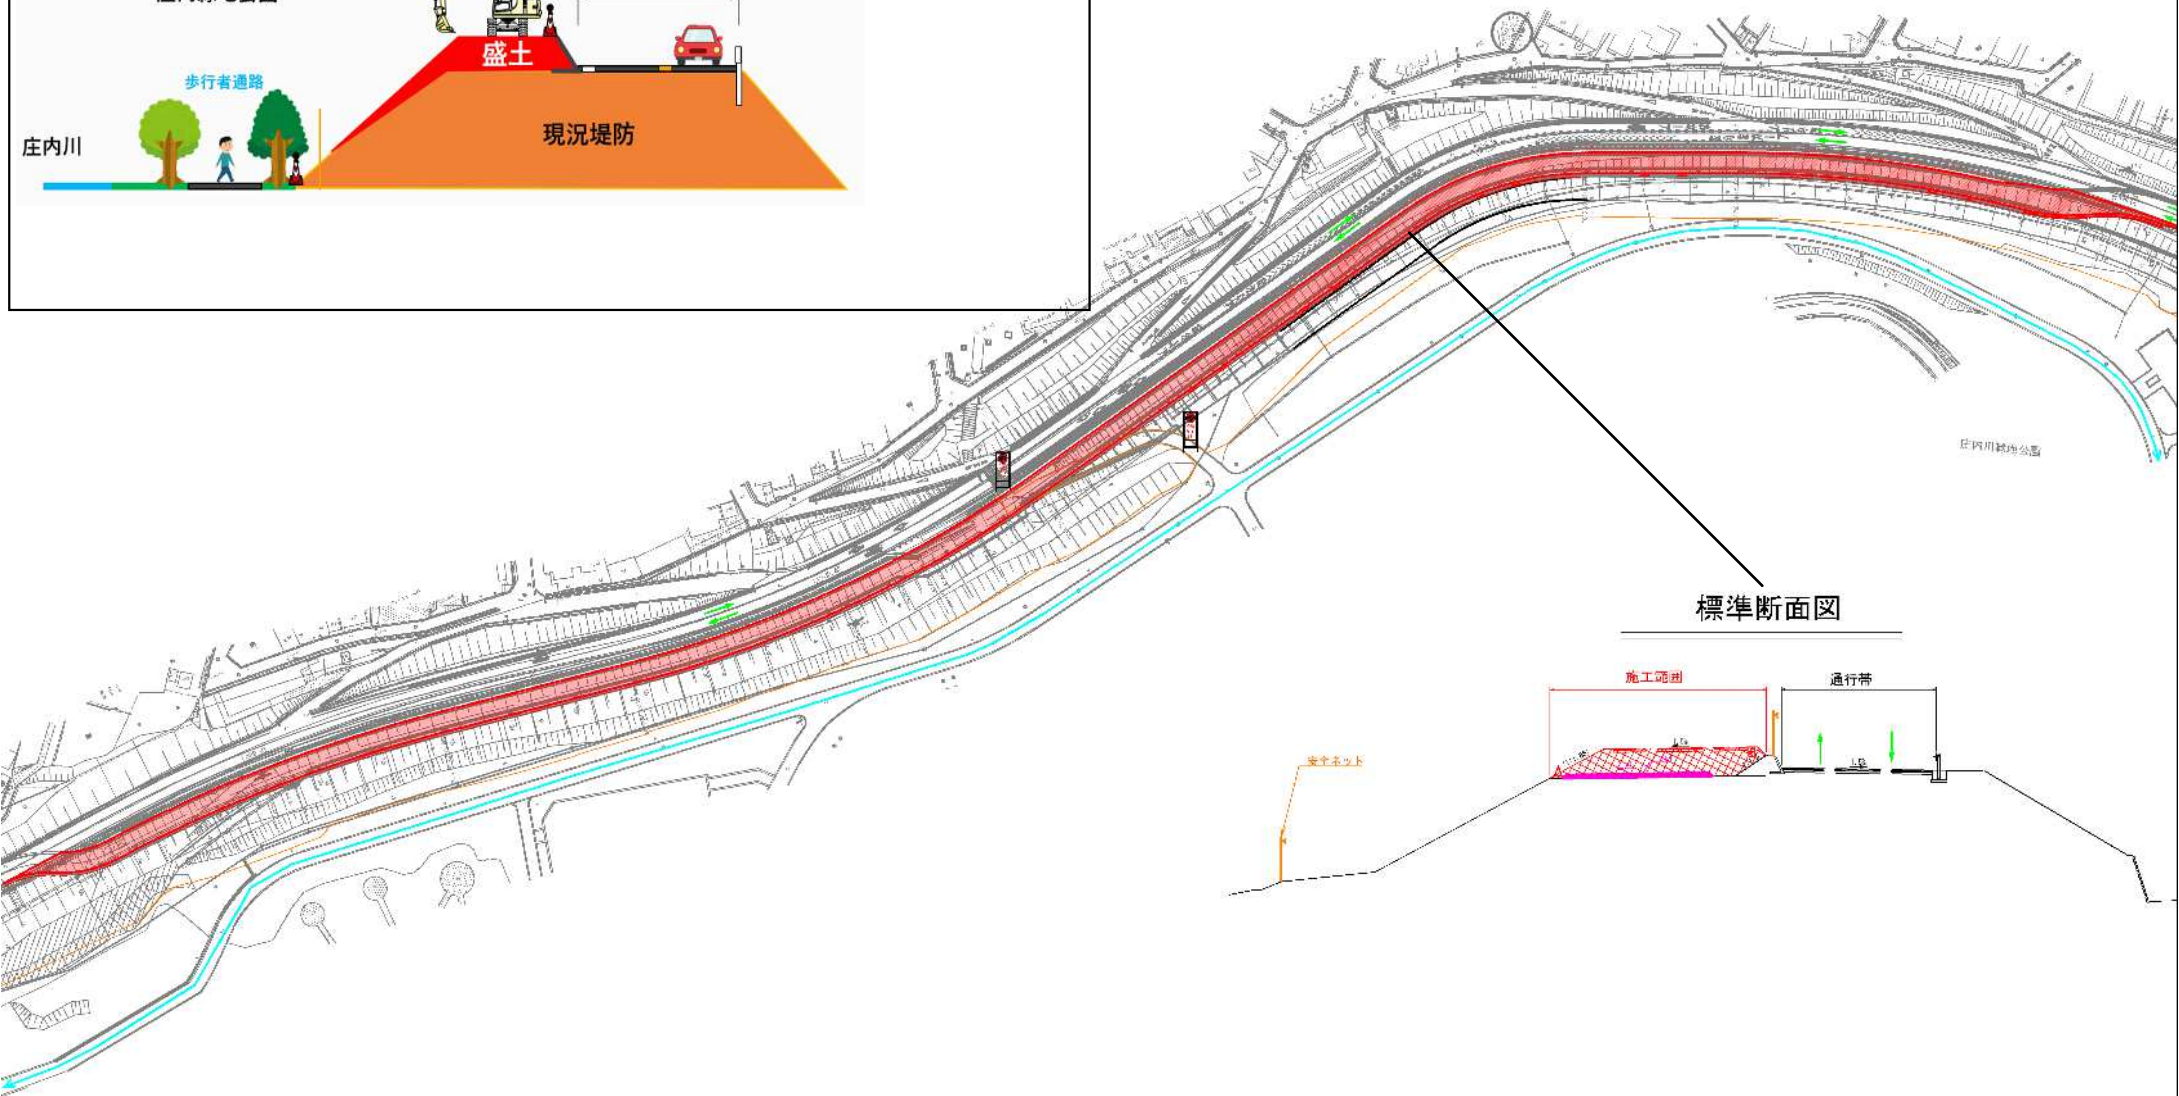 盛土
歩行者通路
庄内川
現況堤防
庄内川緑地公園
標準断面図
施工範囲
通行帯
安全ネット